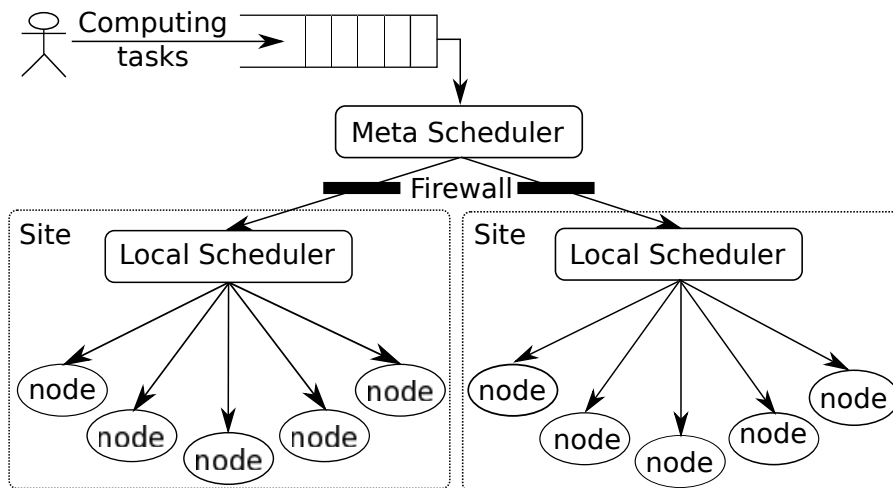 Computing
tasks
Meta Scheduler
Firewall
Site
Local Scheduler
node
node
node
node
node
Site
Local Scheduler
node
node
node
node
node